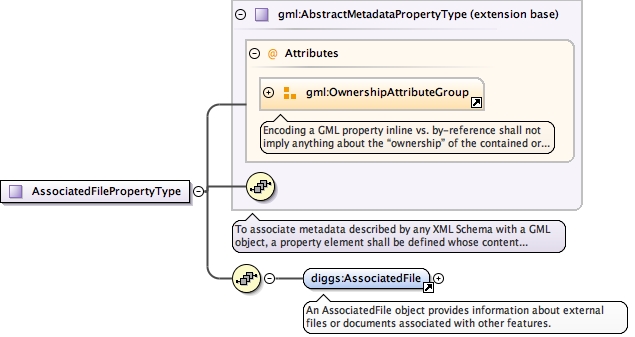 gml:AbstractMetadataPropertyType (extension base)
@ Attributes
gml:OwnershipAttributeGroup
Encoding a GML property inline vs. by-reference shall not
imply anything about the "ownership" of the contained or...
AssociatedFilePropertyType
To associate metadata described by any XML Schema with a GML
object, a property element shall be defined whose content...
diggs:AssociatedFile
An AssociatedFile object provides information about external
files or documents associated with other features.